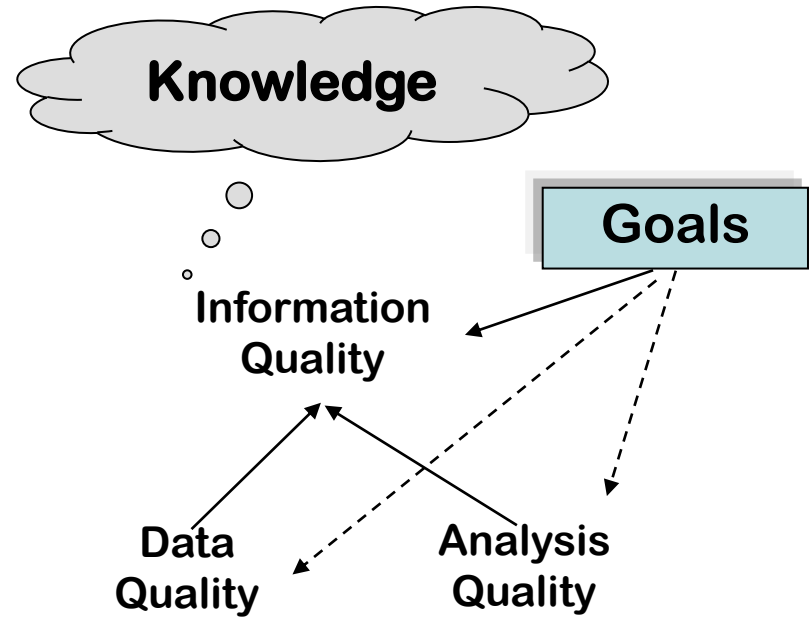 Knowledge
Goals
Information
Quality
Data
Quality
Analysis
Quality